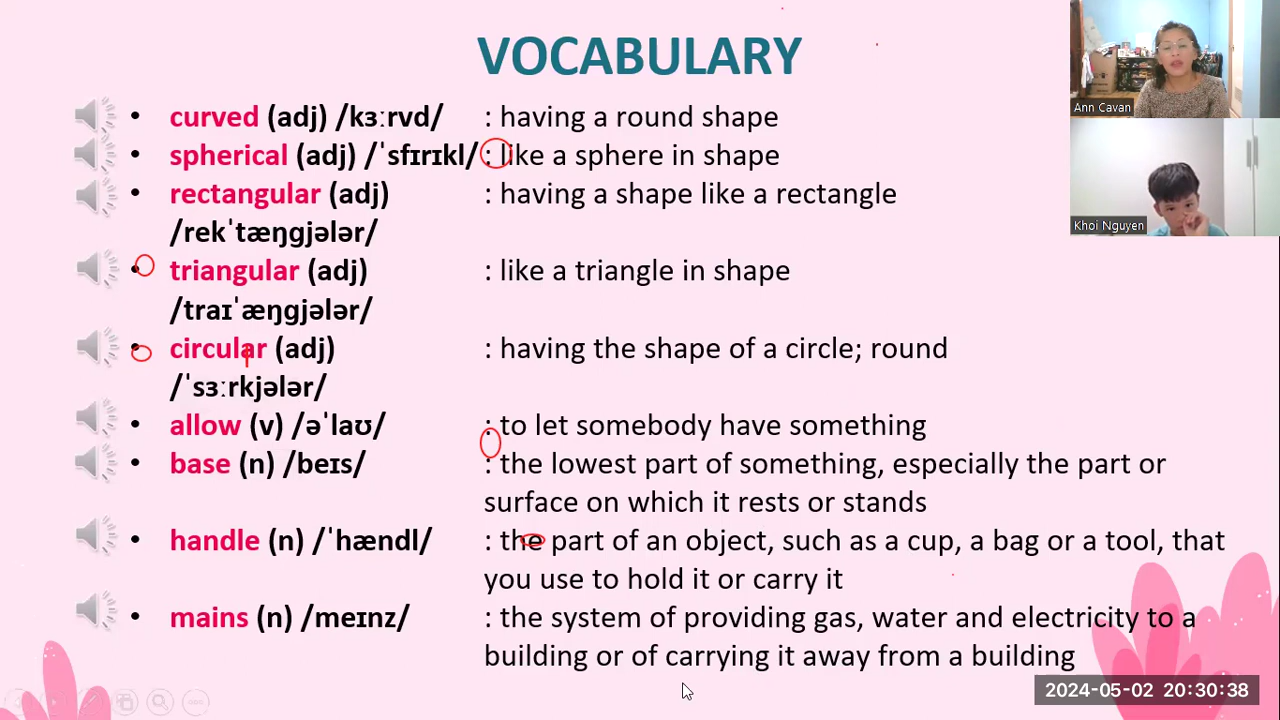 VOCABULARY
• curved (adj) /kɜːrvd/ : having a round shape
• spherical (adj) /ˈsfɪrɪkl/ : like a sphere in shape
• rectangular (adj) : having a shape like a rectangle
/rekˈtæŋɡjələr/
• triangular (adj) : like a triangle in shape
/traɪˈæŋɡjələr/
• circular (adj) : having the shape of a circle; round
/ˈsɜːrkjələr/
• allow (v) /əˈlaʊ/ : to let somebody have something
• base (n) /beɪs/ : the lowest part of something, especially the part or
surface on which it rests or stands
• handle (n) /ˈhændl/ : the part of an object, such as a cup, a bag or a tool, that
you use to hold it or carry it
• mains (n) /meɪnz/ : the system of providing gas, water and electricity to a
building or of carrying it away from a building
Ann Cavan
Khoi Nguyen
2024-05-02 20:30:38